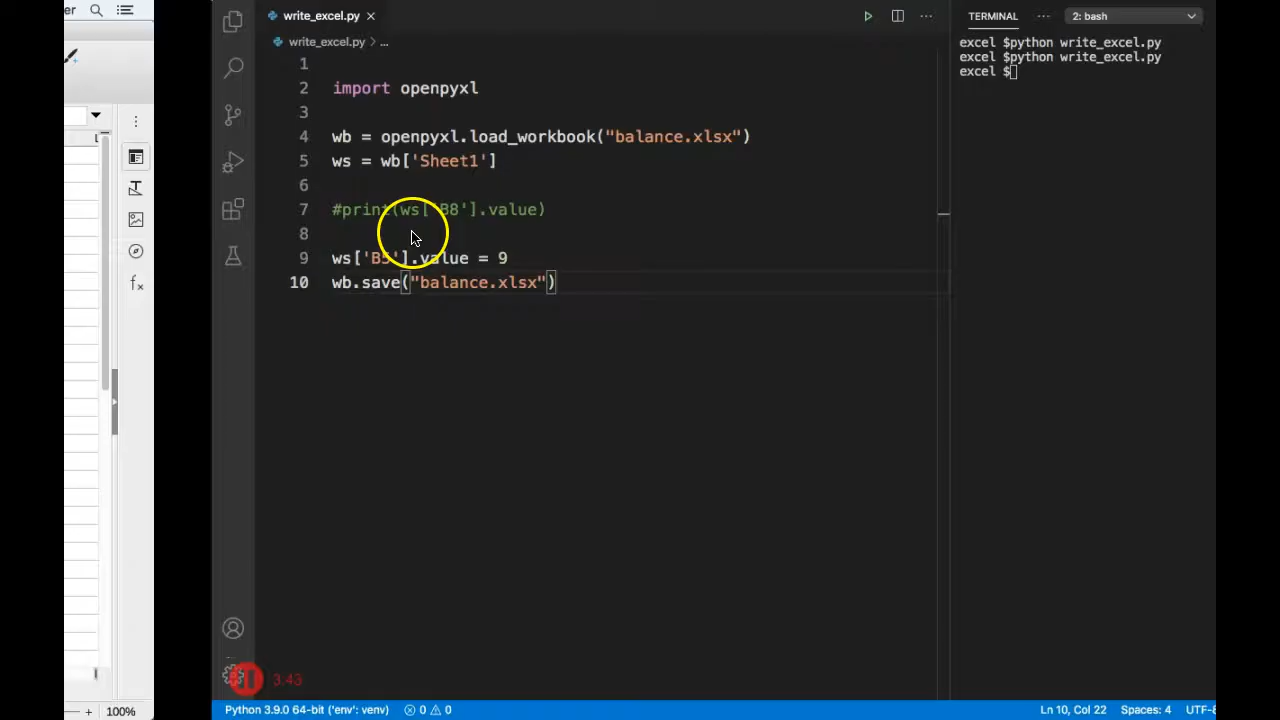 er
100%
write_excel.py
write_excel.py > ...
1
2 import openpyxl
3
4 wb = openpyxl.load_workbook("balance.xlsx")
5 ws = wb['Sheet1']
6
7 #print(ws['B8'].value)
8
9 ws['B5'].value = 9
10 wb.save("balance.xlsx")
3.43
TERMINAL ... 2: bash
excel $python write_excel.py
excel $python write_excel.py
excel $
Python 3.9.0 64-bit ('env': venv) 0 0 Ln 10, Col 22 Spaces: 4 UTF-8